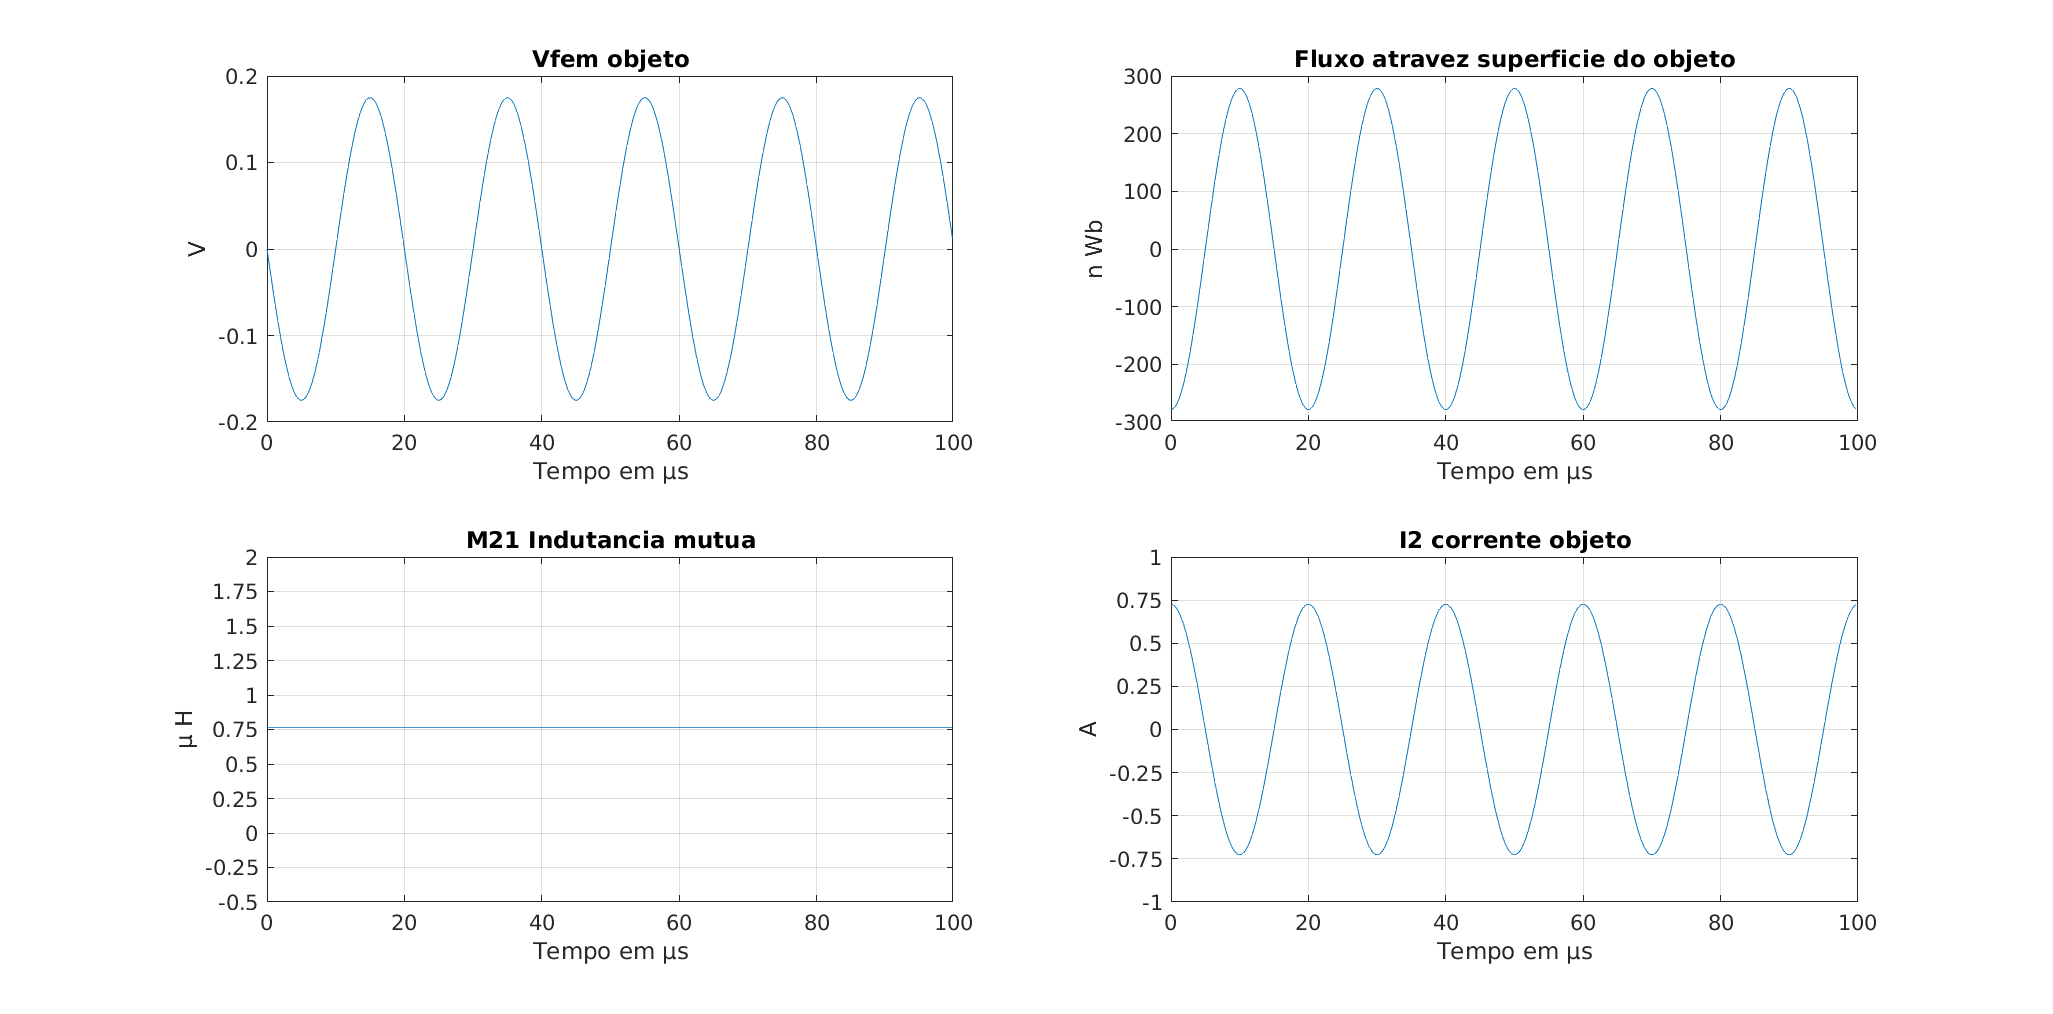 Vfem objeto
0.2
0.1
0
-0.1
-0.2
V
0 20 40 60 80 100
Tempo em µs
Fluxo atravez superficie do objeto
300
200
100
0
-100
-200
-300
n Wb
0 20 40 60 80 100
Tempo em µs
M21 Indutancia mutua
2
1.75
1.5
1.25
1
0.75
0.5
0.25
0
-0.25
-0.5
µ H
0 20 40 60 80 100
Tempo em µs
I2 corrente objeto
1
0.75
0.5
0.25
0
-0.25
-0.5
-0.75
-1
A
0 20 40 60 80 100
Tempo em µs